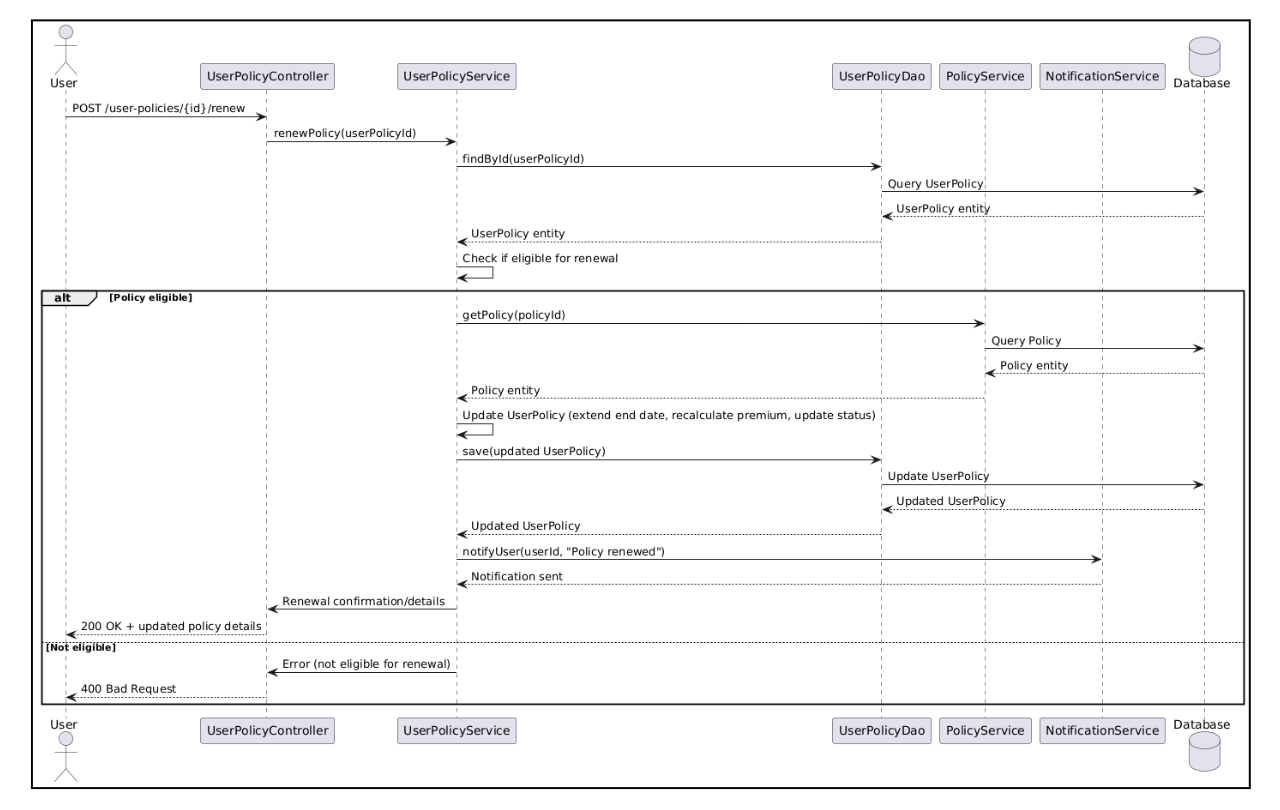 User
UserPolicyController
UserPolicyService
UserPolicyDao
PolicyService
NotificationService
Database
POST /user-policies/{id}/renew
renewPolicy(userPolicyId)
findById(userPolicyId)
Query UserPolicy
UserPolicy entity
UserPolicy entity
Check if eligible for renewal
alt
[Policy eligible]
getPolicy(policyId)
Query Policy
Policy entity
Policy entity
Update UserPolicy (extend end date, recalculate premium, update status)
save(updated UserPolicy)
Update UserPolicy
Updated UserPolicy
Updated UserPolicy
notifyUser(userId, "Policy renewed")
Notification sent
Renewal confirmation/details
200 OK + updated policy details
[Not eligible]
Error (not eligible for renewal)
400 Bad Request
User
UserPolicyController
UserPolicyService
UserPolicyDao
PolicyService
NotificationService
Database